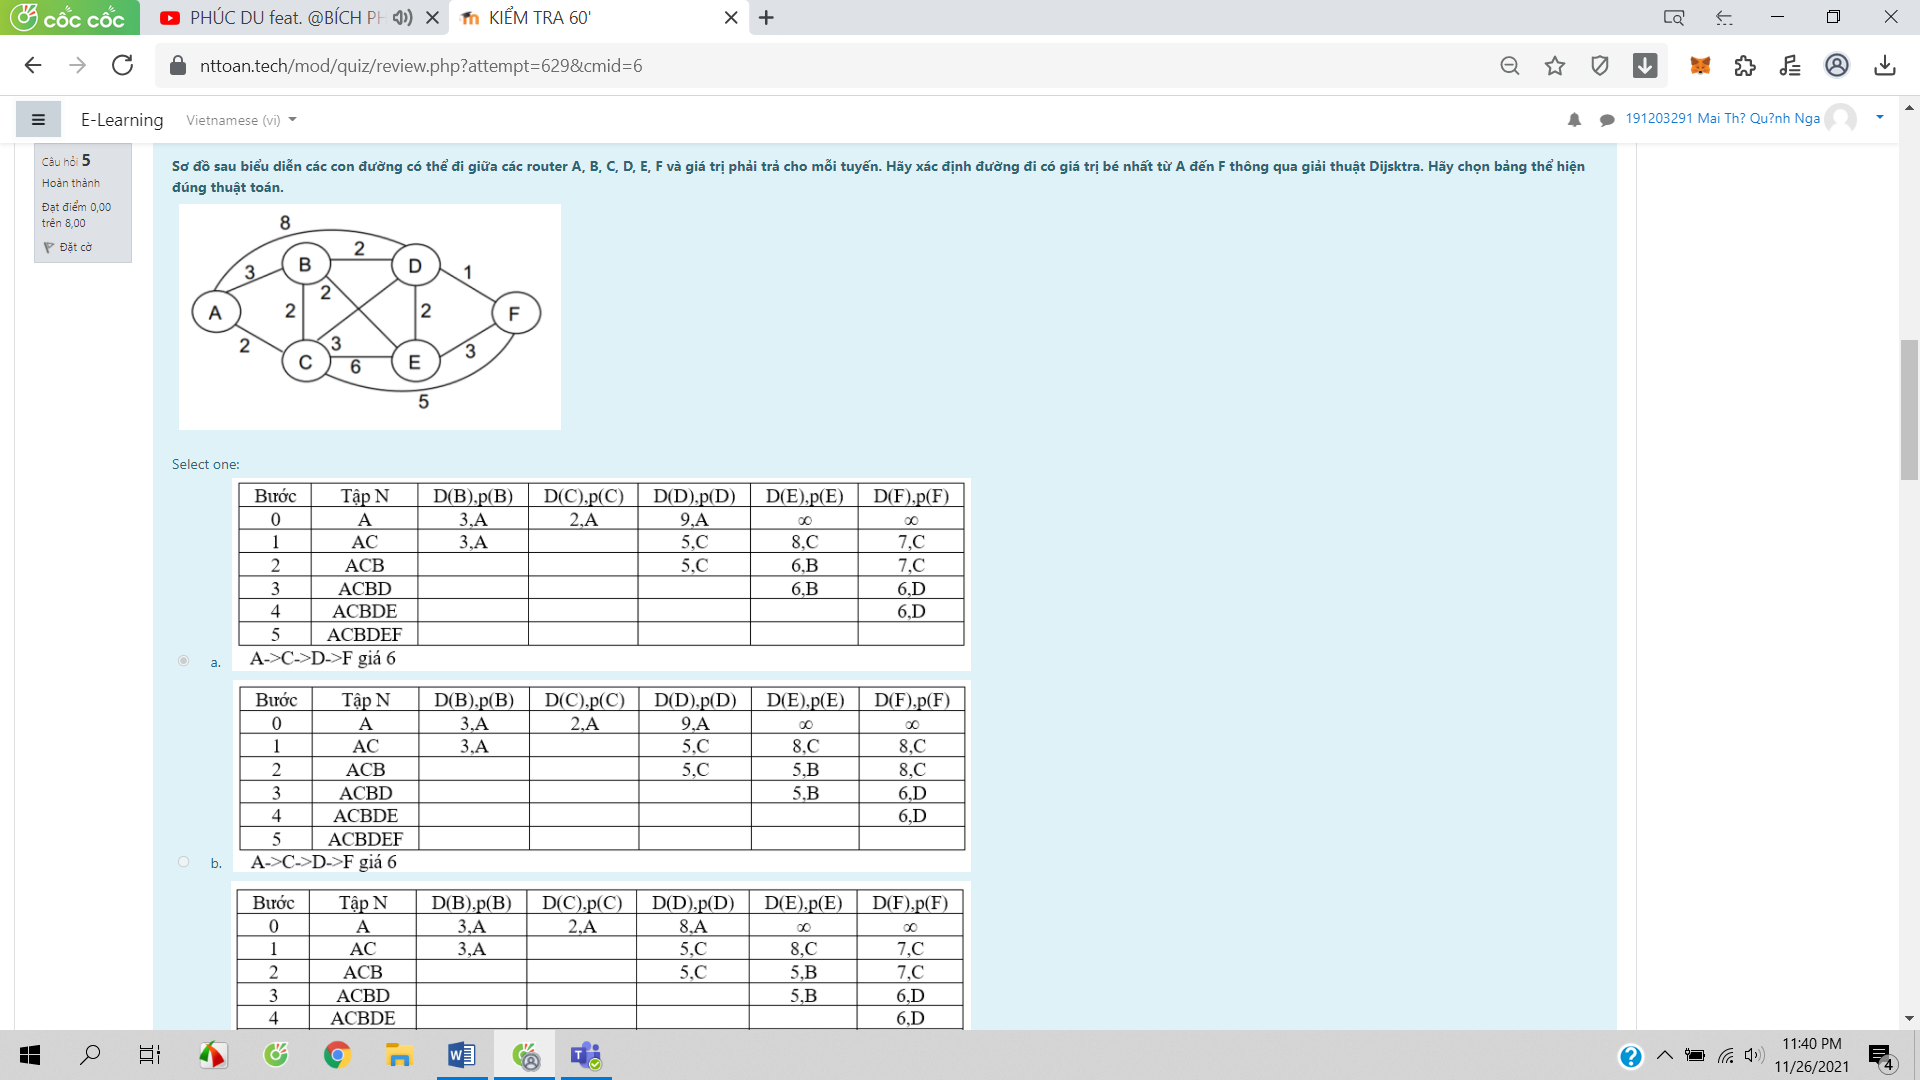 cốc cốc
PHÚC DU feat. @BÍCH PH
KIỂM TRA 60'
nttoan.tech/mod/quiz/review.php?attempt=629&cmid=6
E-Learning
Vietnamese (vi)
191203291 Mai Th? Qu?nh Nga
Câu hỏi 5
Hoàn thành
Đạt điểm 0,00
trên 8,00
Đặt cờ
Sơ đồ sau biểu diễn các con đường có thể đi giữa các router A, B, C, D, E, F và giá trị phải trả cho mỗi tuyến. Hãy xác định đường đi có giá trị bé nhất từ A đến F thông qua giải thuật Dijsktra. Hãy chọn bảng thể hiện
đúng thuật toán.
8
B 2 D
3 1
2
A 2 2 F
2 3 3
C 6 E
5
Select one:
Bước Tập N D(B),p(B) D(C),p(C) D(D),p(D) D(E),p(E) D(F),p(F)
0 A 3,A 2,A 9,A ∞ ∞
1 AC 3,A 5,C 8,C 7,C
2 ACB 5,C 6,B 7,C
3 ACBD 6,B 6,D
4 ACBDE 6,D
5 ACBDEF
a. A->C->D->F giá 6
Bước Tập N D(B),p(B) D(C),p(C) D(D),p(D) D(E),p(E) D(F),p(F)
0 A 3,A 2,A 9,A ∞ ∞
1 AC 3,A 5,C 8,C 8,C
2 ACB 5,C 5,B 8,C
3 ACBD 5,B 6,D
4 ACBDE 6,D
5 ACBDEF
b. A->C->D->F giá 6
Bước Tập N D(B),p(B) D(C),p(C) D(D),p(D) D(E),p(E) D(F),p(F)
0 A 3,A 2,A 8,A ∞ ∞
1 AC 3,A 5,C 8,C 7,C
2 ACB 5,C 5,B 7,C
3 ACBD 5,B 6,D
4 ACBDE 6,D
11:40 PM
11/26/2021
4